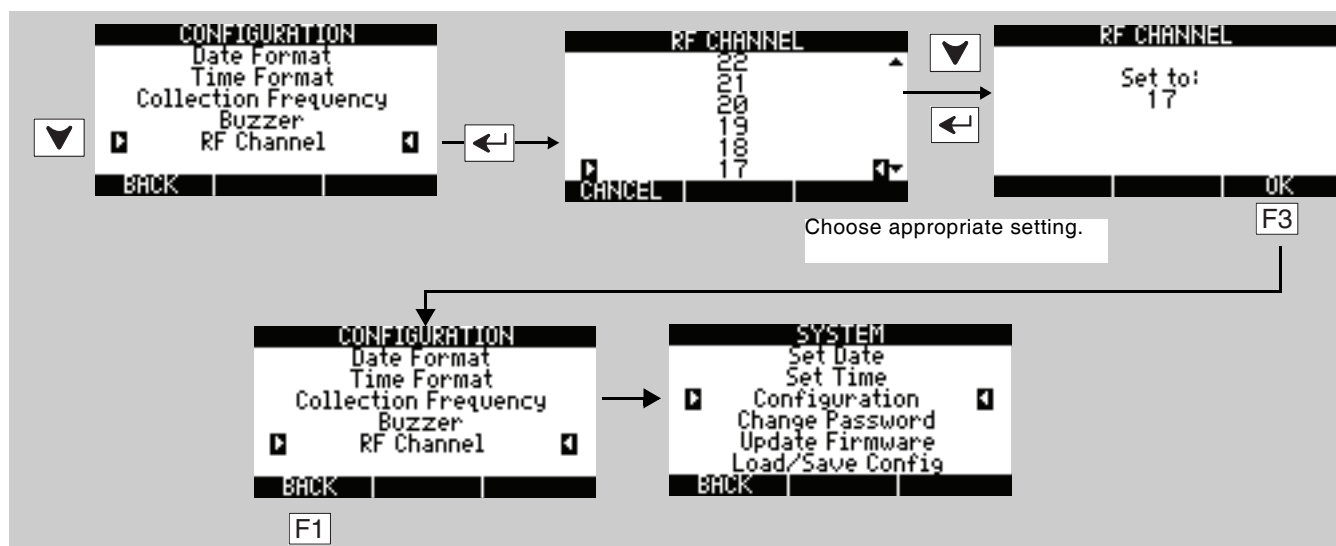 CONFIGURATION
Date Format
Time Format
Collection Frequency
Buzzer
RF Channel
BACK
RF CHANNEL
22
21
20
19
18
17
CANCEL
Choose appropriate setting.
RF CHANNEL
Set to:
17
OK
F3
CONFIGURATION
Date Format
Time Format
Collection Frequency
Buzzer
RF Channel
BACK
F1
SYSTEM
Set Date
Set Time
Configuration
Change Password
Update Firmware
Load/Save Config
BACK